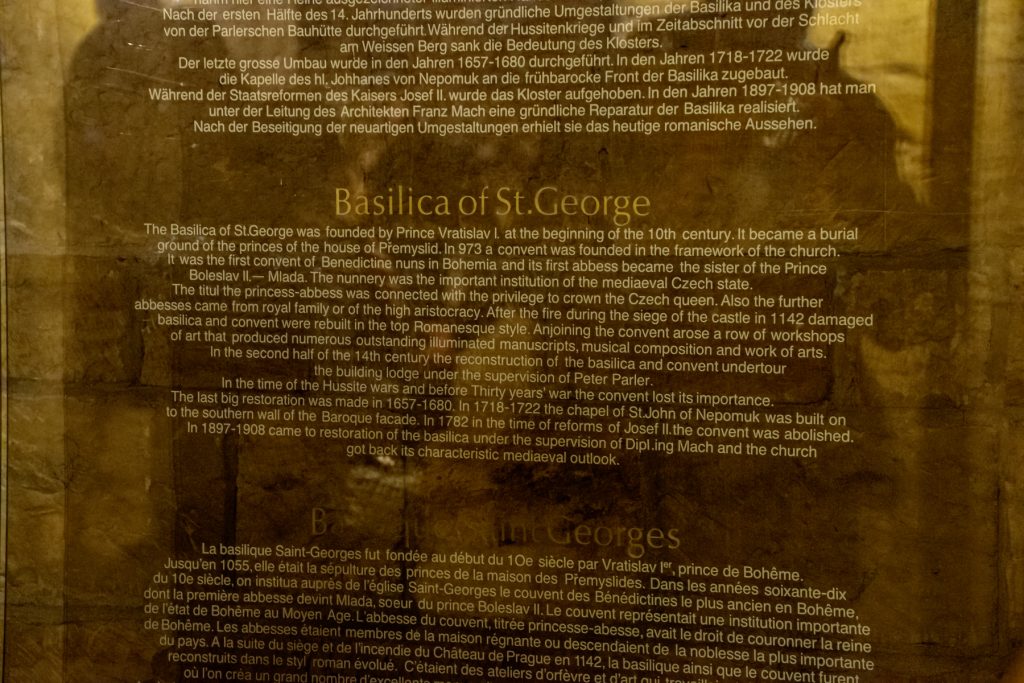 nahm hier eine Reihe ausgezeichneter illuminierten
Nach der ersten Hälfte des 14. Jahrhunderts wurden gründliche Umgestaltungen der Basilika und des Klosters
von der Parlerschen Bauhütte durchgeführt. Während der Hussitenkriege und im Zeitabschnitt vor der Schlacht
am Weissen Berg sank die Bedeutung des Klosters.
Der letzte grosse Umbau wurde in den Jahren 1657-1680 durchgeführt. In den Jahren 1718-1722 wurde
die Kapelle des hl, Johhanes von Nepomuk an die frühbarocke Front der Basilika zugebaut.
Während der Staatsreformen des Kaisers Josef II. wurde das Kloster aufgehoben. In den Jahren 1897-1908 hat man
unter der Leitung des Architekten Franz Mach eine gründliche Reparatur der Basilika realisiert.
Nach der Beseitigung der neuartigen Umgestaltungen erhielt sie das heutige romanische Aussehen.
Basilica of St.George
The Basilica of St.George was founded by Prince Vratislav I. at the beginning of the 10th century. It became a burial
ground of the princes of the house of Přemyslid. In 973 a convent was founded in the framework of the church.
It was the first convent of Benedictine nuns in Bohemia and its first abbess became the sister of the Prince
Boleslav II.— Mlada. The nunnery was the important institution of the mediaeval Czech state.
The titul the princess-abbess was connected with the privilege to crown the Czech queen. Also the further
abbesses came from royal family or of the high aristocracy. After the fire during the siege of the castle in 1142 damaged
basilica and convent were rebuilt in the top Romanesque style. Anjoining the convent arose a row of workshops
of art that produced numerous outstanding illuminated manuscripts, musical composition and work of arts.
In the second half of the 14th century the reconstruction of the basilica and convent undertour
the building lodge under the supervision of Peter Parler.
In the time of the Hussite wars and before Thirty years' war the convent lost its importance.
The last big restoration was made in 1657-1680. In 1718-1722 the chapel of St.John of Nepomuk was built on
to the southern wall of the Baroque facade. In 1782 in the time of reforms of Josef II.the convent was abolished.
In 1897-1908 came to restoration of the basilica under the supervision of Dipl.ing Mach and the church
got back its characteristic mediaeval outlook.
Basilique Saint Georges
La basilique Saint-Georges fut fondée au début du 1Oe siècle par Vratislav Ier, prince de Bohême.
Jusqu'en 1055, elle était la sépulture des princes de la maison des Přemyslides. Dans les années soixante-dix
du 10e siècle, on institua auprès de l'église Saint-Georges le couvent des Bénédictines le plus ancien en Bohême,
dont la première abbesse devint Mlada, soeur du prince Boleslav II. Le couvent représentait une institution importante
de l'état de Bohême au Moyen Age. L'abbesse du couvent, titrée princesse-abesse, avait le droit de couronner la reine
de Bohême. Les abbesses étaient membres de la maison régnante ou descendaient de la noblesse la plus importante
du pays. A la suite du siège et de l'incendie du Château de Prague en 1142, la basilique ainsi que le couvent furent
reconstruits dans le styl roman évolué. C'étaient des ateliers d'orfèvre et d'art qui
où l'on créa un grand nombre